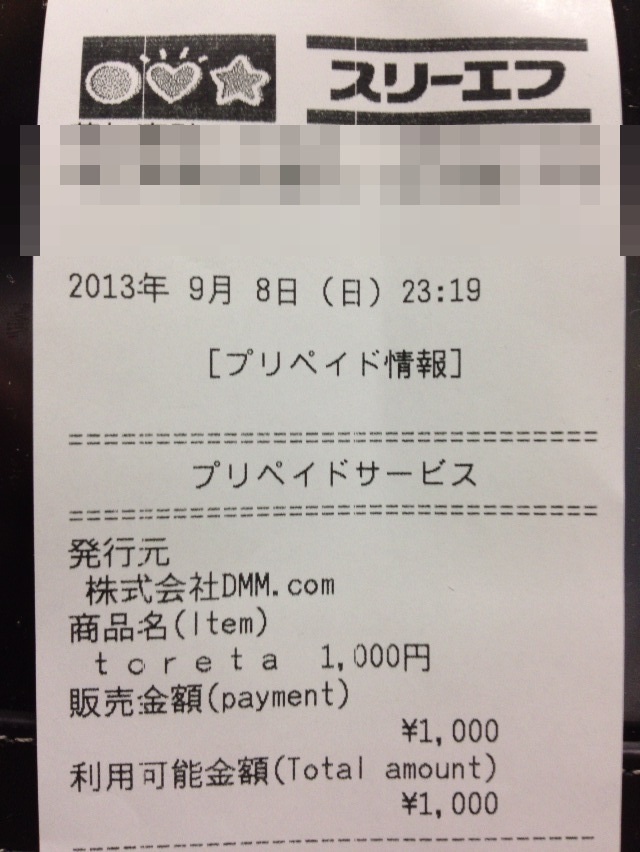 スリーエフ
2013年 9月 8日 (日) 23:19
[プリペイド情報]
プリペイドサービス
発行元
株式会社DMM.com
商品名(Item)
ｔｏｒｅｔａ 1,000円
販売金額(payment)
¥1,000
利用可能金額(Total amount)
¥1,000